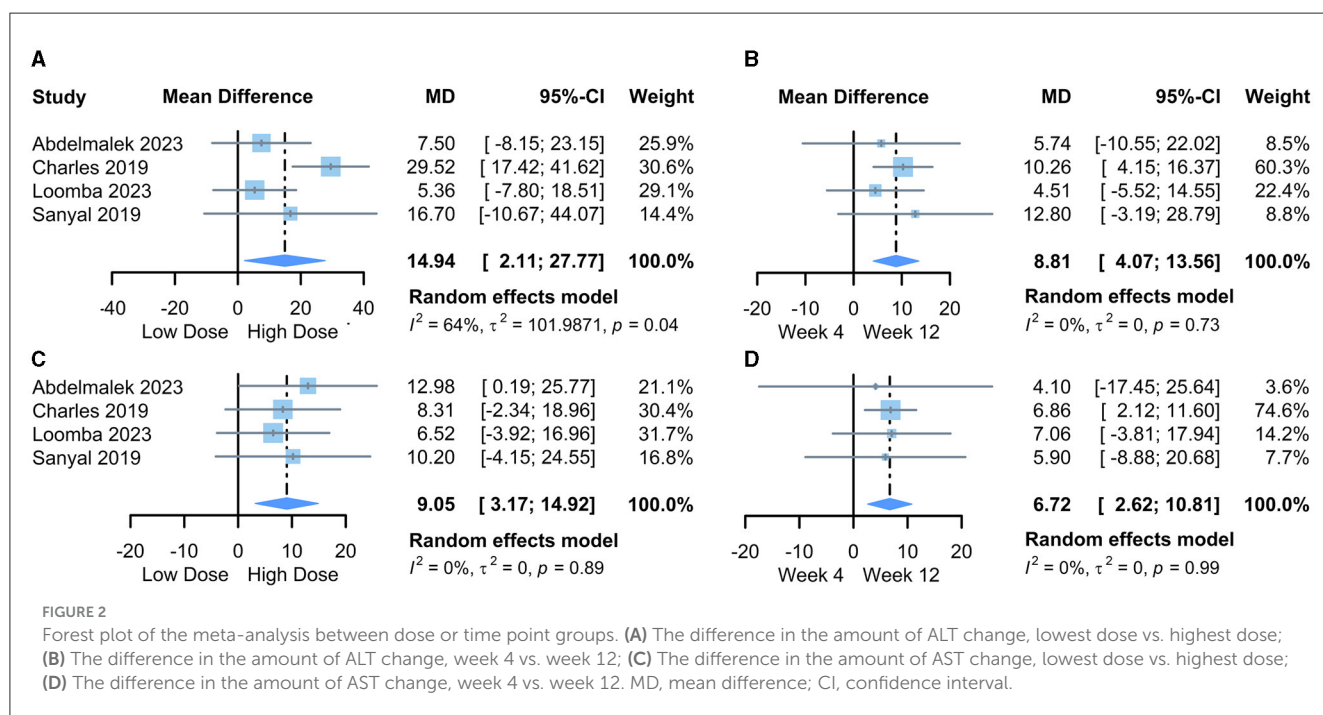 A
Study Mean Difference MD 95%-CI Weight
Abdelmalek 2023 7.50 [ -8.15; 23.15] 25.9%
Charles 2019 29.52 [ 17.42; 41.62] 30.6%
Loomba 2023 5.36 [ -7.80; 18.51] 29.1%
Sanyal 2019 16.70 [-10.67; 44.07] 14.4%
14.94 [ 2.11; 27.77] 100.0%
Random effects model
-40 -20 0 20 40
I² = 64%, τ² = 101.9871, p = 0.04
Low Dose High Dose
B
Mean Difference MD 95%-CI Weight
5.74 [-10.55; 22.02] 8.5%
10.26 [ 4.15; 16.37] 60.3%
4.51 [ -5.52; 14.55] 22.4%
12.80 [ -3.19; 28.79] 8.8%
8.81 [ 4.07; 13.56] 100.0%
Random effects model
-20 -10 0 10 20
I² = 0%, τ² = 0, p = 0.73
Week 4 Week 12
C
Abdelmalek 2023 12.98 [ 0.19; 25.77] 21.1%
Charles 2019 8.31 [-2.34; 18.96] 30.4%
Loomba 2023 6.52 [-3.92; 16.96] 31.7%
Sanyal 2019 10.20 [-4.15; 24.55] 16.8%
9.05 [ 3.17; 14.92] 100.0%
Random effects model
-20 -10 0 10 20
I² = 0%, τ² = 0, p = 0.89
Low Dose High Dose
D
4.10 [-17.45; 25.64] 3.6%
6.86 [ 2.12; 11.60] 74.6%
7.06 [ -3.81; 17.94] 14.2%
5.90 [ -8.88; 20.68] 7.7%
6.72 [ 2.62; 10.81] 100.0%
Random effects model
-20 -10 0 10 20
I² = 0%, τ² = 0, p = 0.99
Week 4 Week 12
FIGURE 2
Forest plot of the meta-analysis between dose or time point groups. (A) The difference in the amount of ALT change, lowest dose vs. highest dose;
(B) The difference in the amount of ALT change, week 4 vs. week 12; (C) The difference in the amount of AST change, lowest dose vs. highest dose;
(D) The difference in the amount of AST change, week 4 vs. week 12. MD, mean difference; CI, confidence interval.